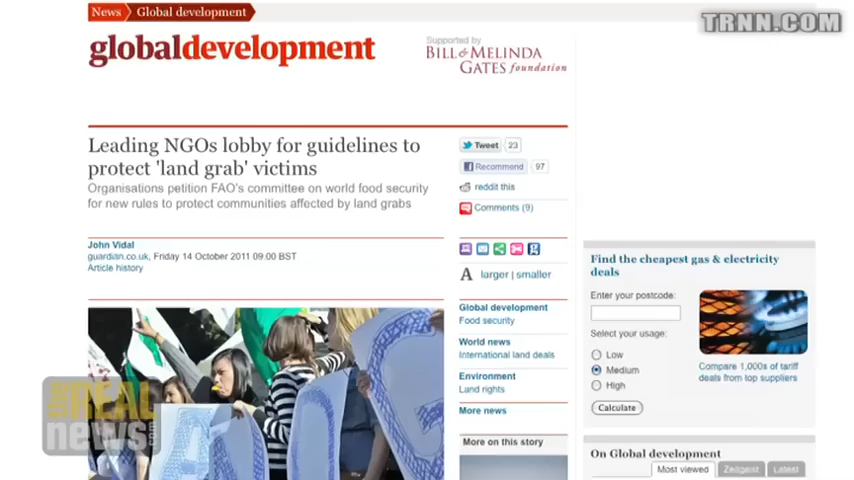 News
Global development
TRNN.COM
globaldevelopment
Supported by
BILL & MELINDA
GATES foundation
Leading NGOs lobby for guidelines to
protect 'land grab' victims
Organisations petition FAO's committee on world food security
for new rules to protect communities affected by land grabs
Tweet 23
Recommend 97
reddit this
Comments (9)
John Vidal
guardian.co.uk, Friday 14 October 2011 09.00 BST
Article history
A larger | smaller
Global development
Food security
World news
International land deals
Environment
Land rights
More news
More on this story
Find the cheapest gas & electricity
deals
Enter your postcode:
Select your usage:
Low
Medium
High
Calculate
Compare 1,000s of tariff
deals from top suppliers
On Global development
Most viewed
Zeitgeist
Latest
THE REAL
news.com